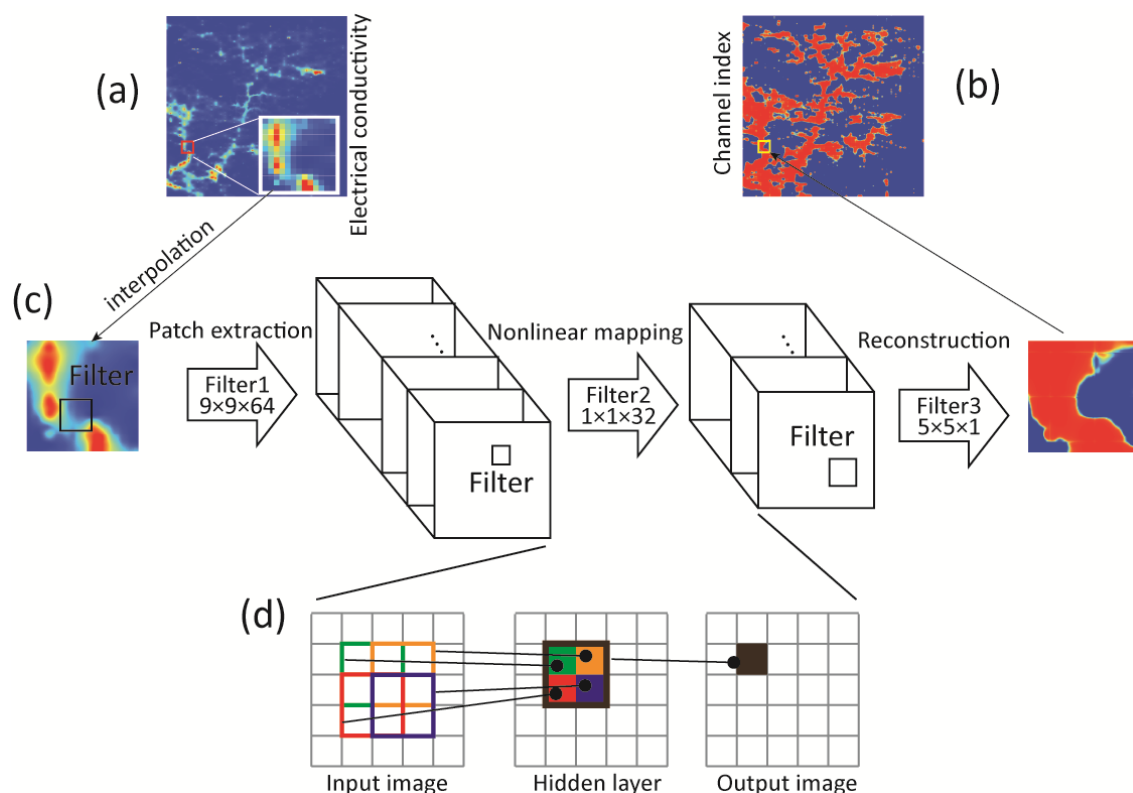 (a)
Electrical conductivity
Channel index
(b)
interpolation
(c)
Filter
Patch extraction
Filter1
9×9×64
Filter
Nonlinear mapping
Filter2
1×1×32
Filter
Reconstruction
Filter3
5×5×1
(d)
Input image
Hidden layer
Output image